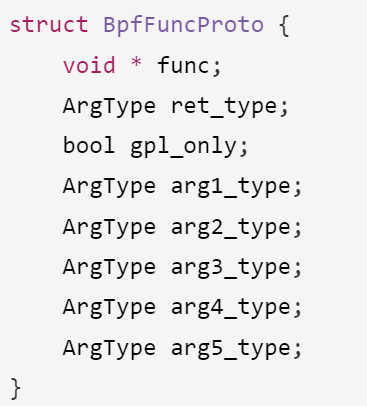 struct BpfFuncProto {
    void * func;
    ArgType ret_type;
    bool gpl_only;
    ArgType arg1_type;
    ArgType arg2_type;
    ArgType arg3_type;
    ArgType arg4_type;
    ArgType arg5_type;
}